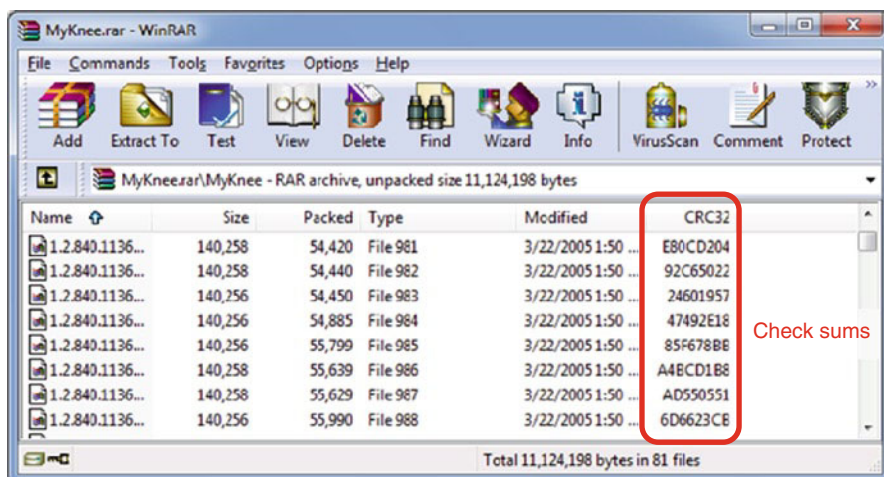 MyKnee.rar - WinRAR
File Commands Tools Favorites Options Help
Add Extract To Test View Delete Find Wizard Info VirusScan Comment Protect
MyKnee.rar\MyKnee - RAR archive, unpacked size 11,124,198 bytes
Name Size Packed Type Modified CRC32
1.2.840.1136... 140,258 54,420 File 981 3/22/2005 1:50 ... E80CD204
1.2.840.1136... 140,258 54,440 File 982 3/22/2005 1:50 ... 92C65022
1.2.840.1136... 140,256 54,450 File 983 3/22/2005 1:50 ... 24601957
1.2.840.1136... 140,256 54,885 File 984 3/22/2005 1:50 ... 47492E18
1.2.840.1136... 140,256 55,799 File 985 3/22/2005 1:50 ... 85F678BB
1.2.840.1136... 140,258 55,639 File 986 3/22/2005 1:50 ... A4BCD1B8
1.2.840.1136... 140,258 55,629 File 987 3/22/2005 1:50 ... AD550551
1.2.840.1136... 140,256 55,990 File 988 3/22/2005 1:50 ... 6D6623CB
Check sums
Total 11,124,198 bytes in 81 files